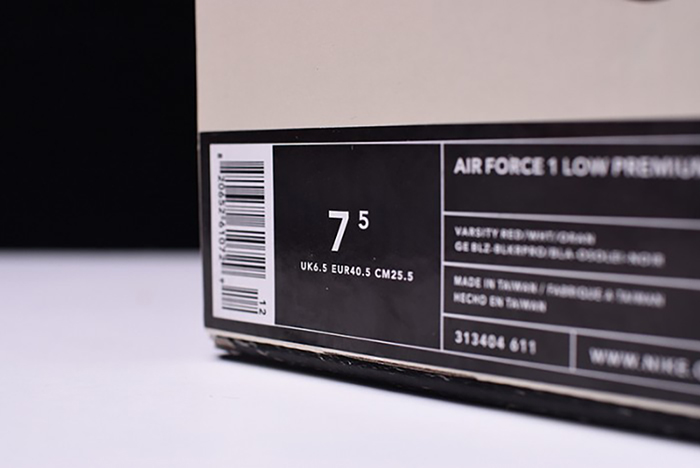 AIR FORCE 1 LOW PREMIUM
7 5
UK6.5 EUR40.5 CM25.5
VARSITY RED/WHT/
MADE IN TAIWAN / FABRIQUE A TAIWAN
HECHO EN TAIWAN
313404 611
WWW.NIKE.
12